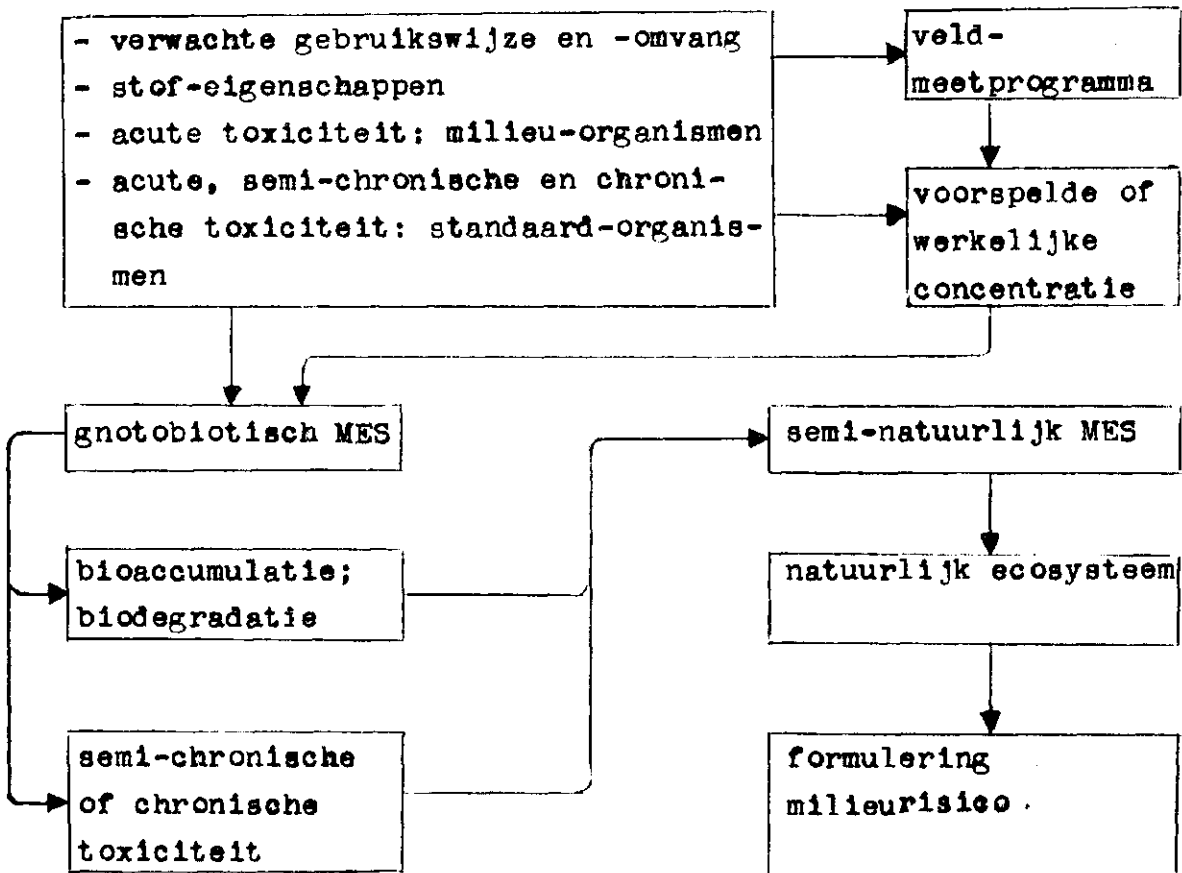 - verwachte gebruikswijze en -omvang
- stof-eigenschappen
- acute toxiciteit: milieu-organismen
- acute, semi-chronische en chroni-
sche toxiciteit: standaard-organis-
men
veld-
meetprogramma
voorspelde of
werkelijke
concentratie
gnotobiotisch MES
semi-natuurlijk MES
bioaccumulatie;
biodegradatie
natuurlijk ecosysteem
semi-chronische
of chronische
toxiciteit
formulering
milieurisico.